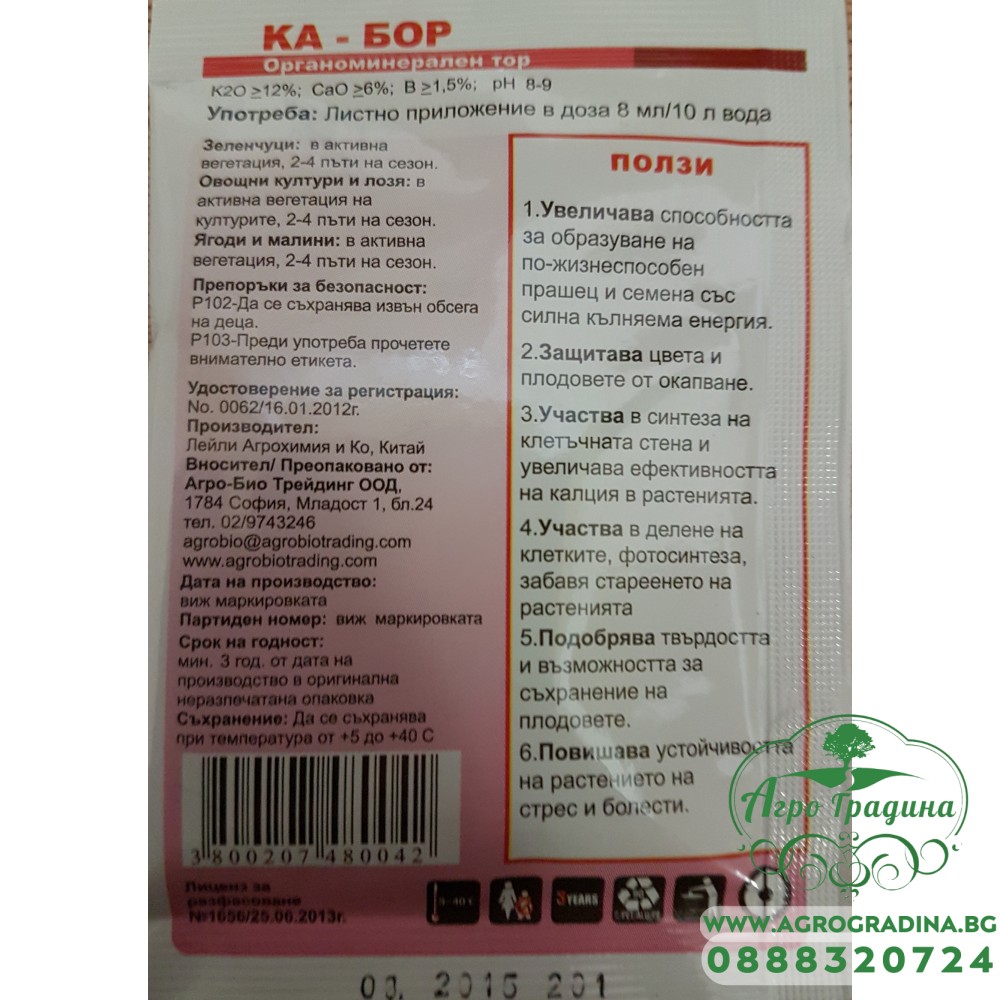 КА - БОР
Органоминерален тор
K2O ≥12%; CaO ≥6%; B ≥1,5%; pH 8-9
Употреба: Листно приложение в доза 8 мл/10 л вода
Зеленчуци: в активна
вегетация, 2-4 пъти на сезон.
Овощни култури и лозя: в
активна вегетация на
културите, 2-4 пъти на сезон.
Ягоди и малини: в активна
вегетация, 2-4 пъти на сезон.
Препоръки за безопасност:
Р102-Да се съхранява извън обсега
на деца.
Р103-Преди употреба прочетете
внимателно етикета.
Удостоверение за регистрация:
No. 0062/16.01.2012г.
Производител:
Лейли Агрохимия и Ко, Китай
Вносител/ Преопаковано от:
Агро-Био Трейдинг ООД,
1784 София, Младост 1, бл.24
тел. 02/9743246
agrobio@agrobiotrading.com
www.agrobiotrading.com
Дата на производство:
виж маркировката
Партиден номер: виж маркировката
Срок на годност:
мин. 3 год. от дата на
производство в оригинална
неразпечатана опаковка
Съхранение: Да се съхранява
при температура от +5 до +40 С
3800207480042
Лиценз за
разфасоване
№1656/25.06.2013г.
ПОЛЗИ
1.Увеличава способността
за образуване на
по-жизнеспособен
прашец и семена със
силна кълняема енергия.
2.Защитава цвета и
плодовете от окапване.
3.Участва в синтеза на
клетъчната стена и
увеличава ефективността
на калция в растенията.
4.Участва в делене на
клетките, фотосинтеза,
забавя стареенето на
растенията
5.Подобрява твърдостта
и възможността за
съхранение на
плодовете.
6.Повишава устойчивостта
на растението на
стрес и болести.
3 YEARS
Агро Градина
WWW.AGROGRADINA.BG
0888320724